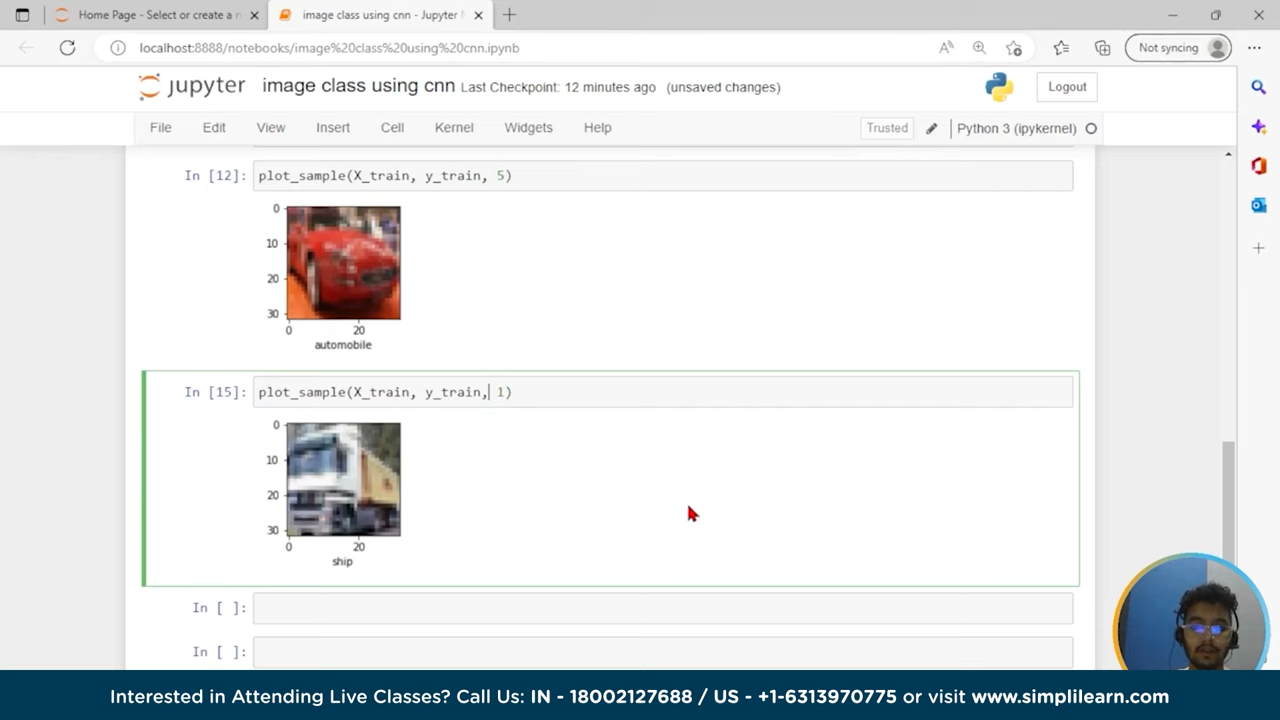 Home Page - Select or create a n
image class using cnn - Jupyter N
localhost:8888/notebooks/image%20class%20using%20cnn.ipynb
Not syncing
jupyter image class using cnn Last Checkpoint: 12 minutes ago (unsaved changes)
Logout
File Edit View Insert Cell Kernel Widgets Help
Trusted
Python 3 (ipykernel)
In [12]: plot_sample(X_train, y_train, 5)
0
10
20
30
0 20
automobile
In [15]: plot_sample(X_train, y_train, 1)
0
10
20
30
0 20
ship
In [ ]:
In [ ]:
Interested in Attending Live Classes? Call Us: IN - 18002127688 / US - +1-6313970775 or visit www.simplilearn.com